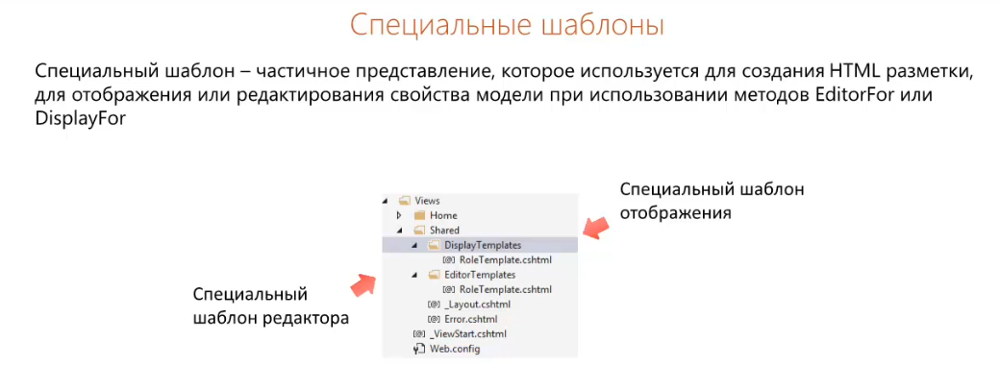 Специальные шаблоны
Специальный шаблон – частичное представление, которое используется для создания HTML разметки,
для отображения или редактирования свойства модели при использовании методов EditorFor или
DisplayFor
Специальный шаблон
отображения
Views
Home
Shared
DisplayTemplates
RoleTemplate.cshtml
EditorTemplates
RoleTemplate.cshtml
_Layout.cshtml
Error.cshtml
_ViewStart.cshtml
Web.config
Специальный
шаблон редактора